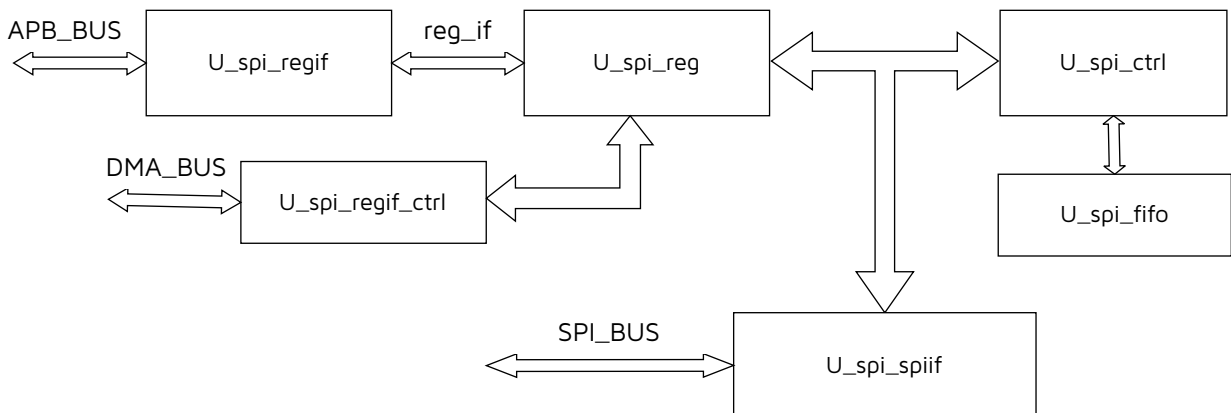 APB_BUS
U_spi_regif
reg_if
U_spi_reg
U_spi_ctrl
DMA_BUS
U_spi_regif_ctrl
U_spi_fifo
SPI_BUS
U_spi_spiif